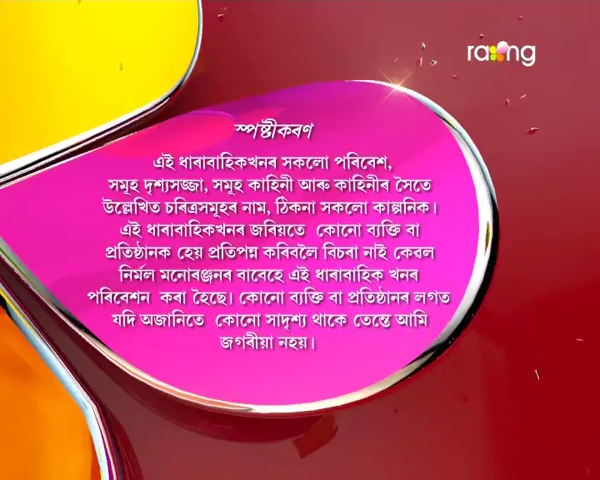 rang
স্পষ্টীকৰণ
এই ধাৰাবাহিকখনৰ সকলো পৰিবেশ,
সমূহ দৃশ্যসজ্জা, সমূহ কাহিনী আৰু কাহিনীৰ সৈতে
উল্লেখিত চৰিত্ৰসমূহৰ নাম, ঠিকনা সকলো কাল্পনিক।
এই ধাৰাবাহিকখনৰ জৰিয়তে কোনো ব্যক্তি বা
প্ৰতিষ্ঠানক হেয় প্ৰতিপন্ন কৰিবলৈ বিচৰা নাই কেৱল
নিৰ্মল মনোৰঞ্জনৰ বাবেহে এই ধাৰাবাহিক খনৰ
পৰিবেশন কৰা হৈছে। কোনো ব্যক্তি বা প্ৰতিষ্ঠানৰ লগত
যদি অজানিতে কোনো সাদৃশ্য থাকে তেন্তে আমি
জগৰীয়া নহয়।